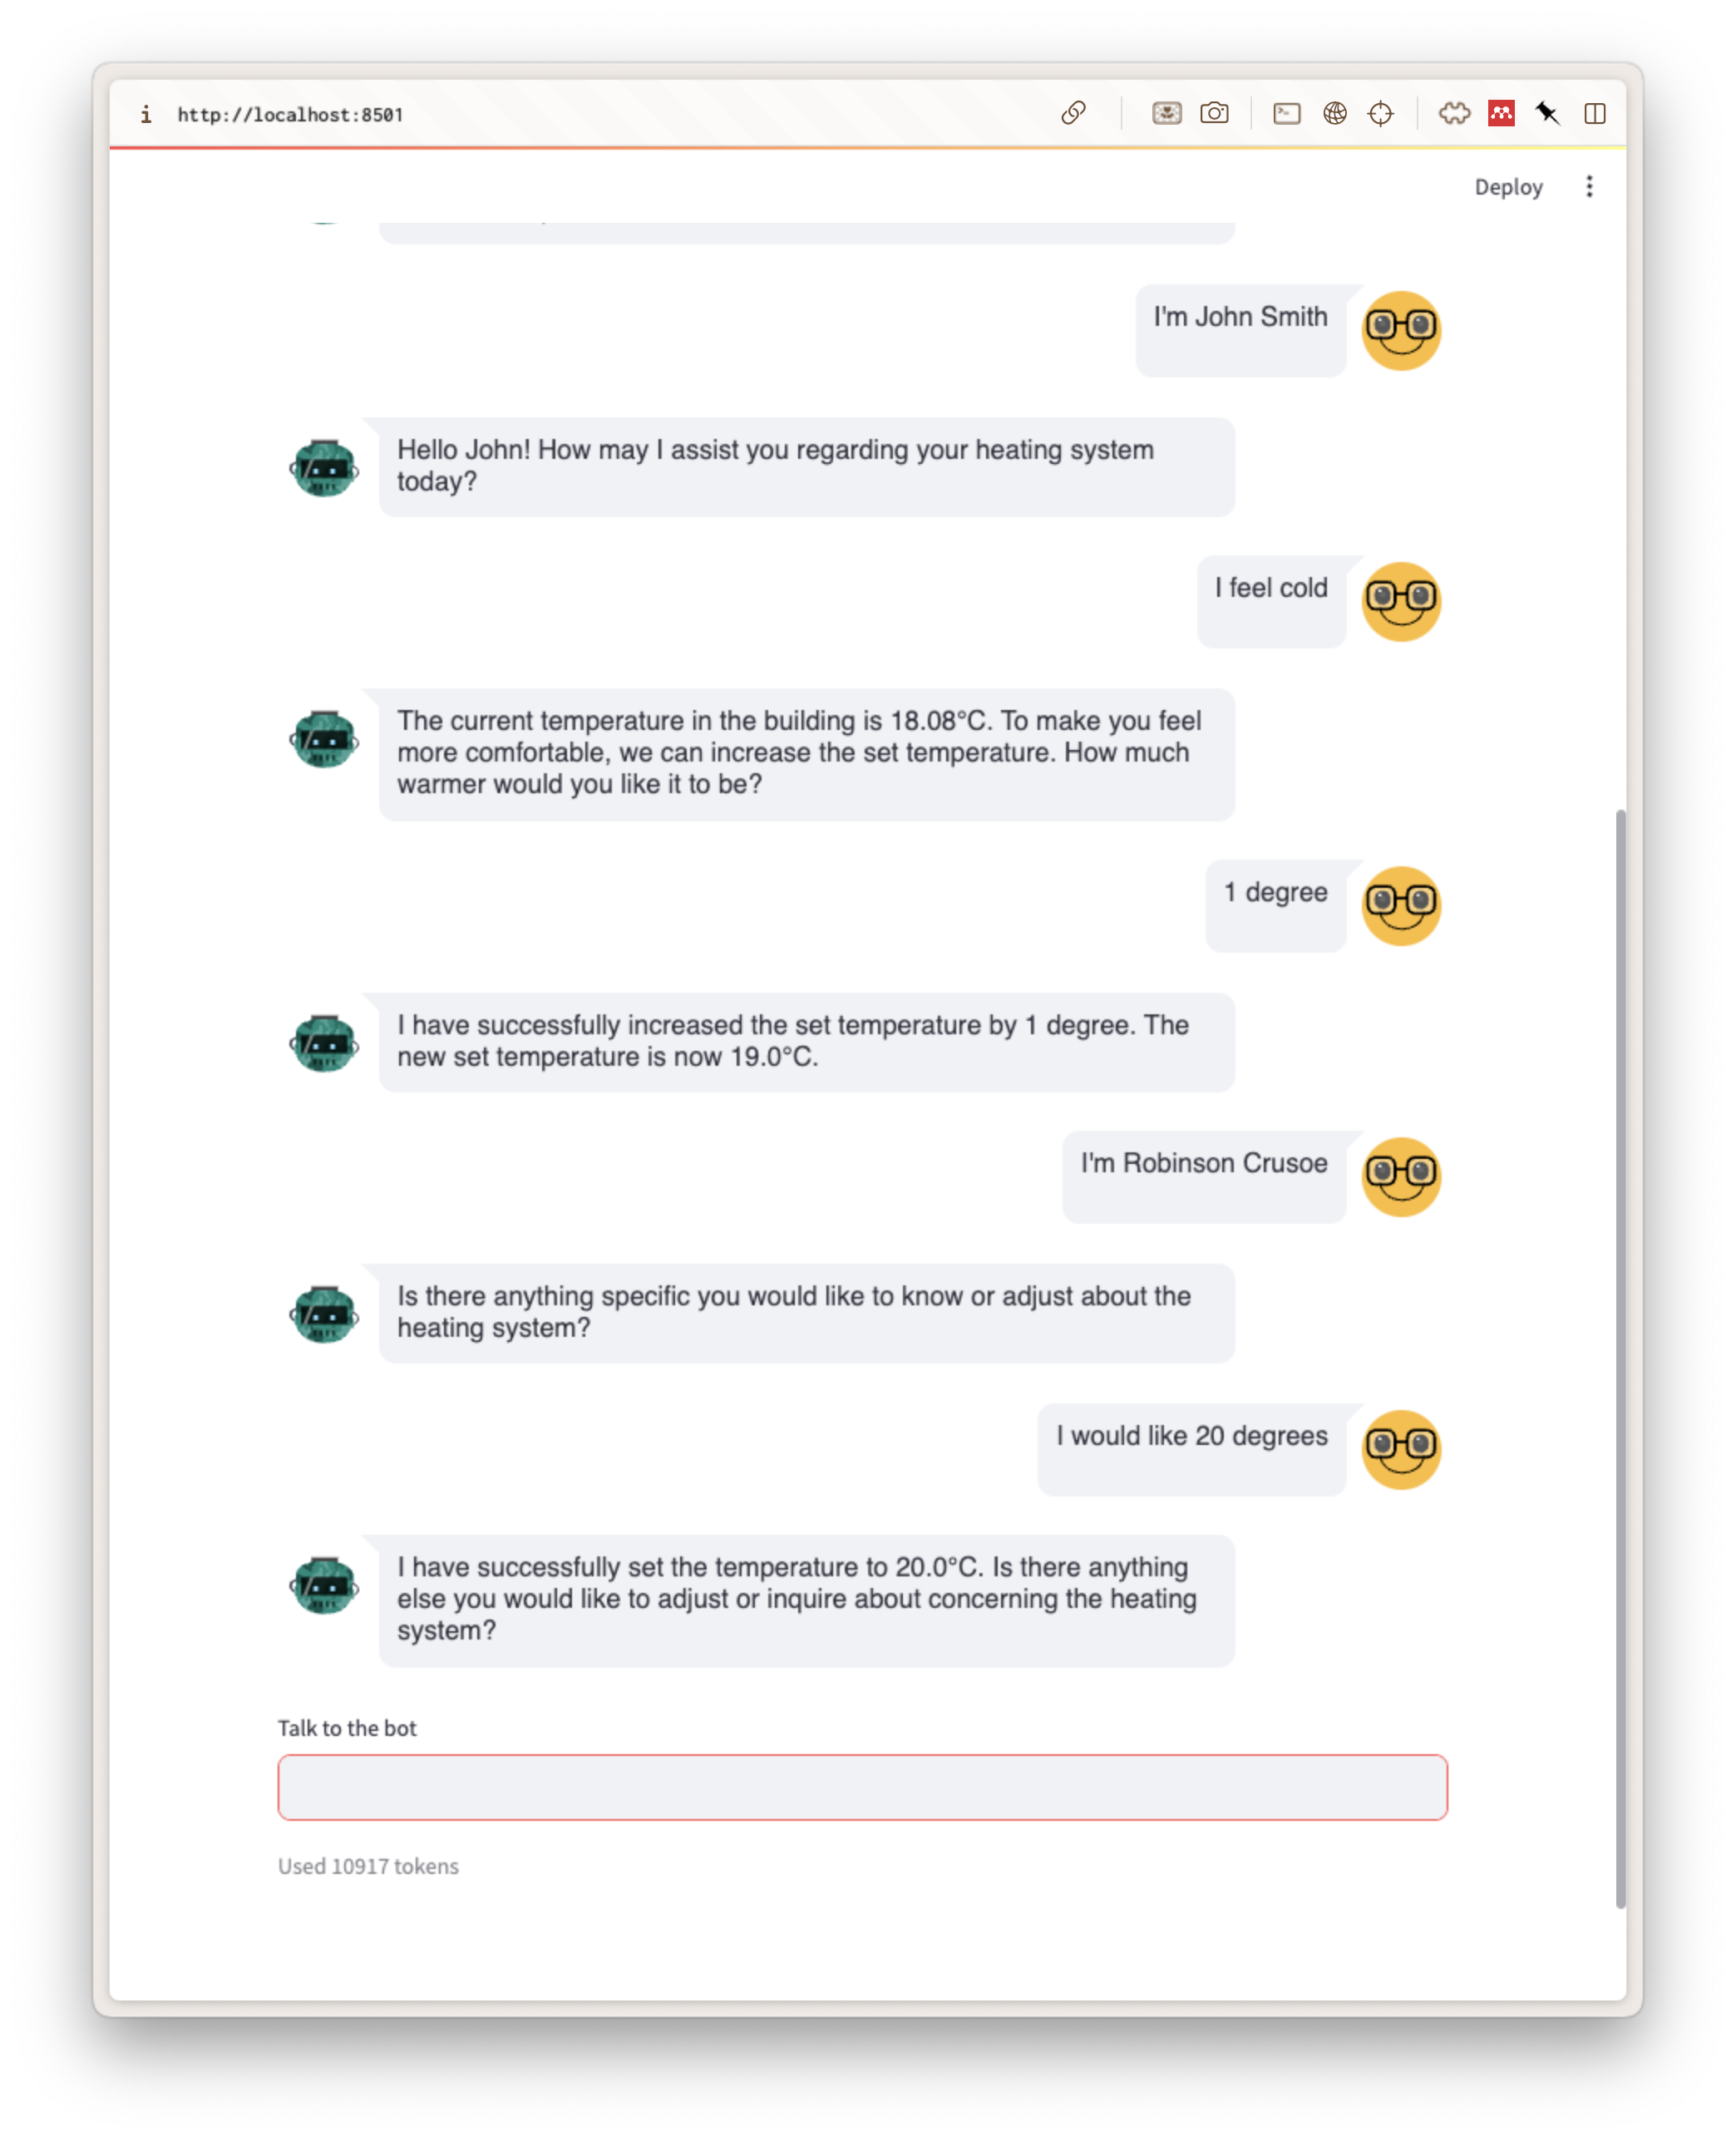 http://localhost:8501
Deploy
I'm John Smith
Hello John! How may I assist you regarding your heating system
today?
I feel cold
The current temperature in the building is 18.08°C. To make you feel
more comfortable, we can increase the set temperature. How much
warmer would you like it to be?
1 degree
I have successfully increased the set temperature by 1 degree. The
new set temperature is now 19.0°C.
I'm Robinson Crusoe
Is there anything specific you would like to know or adjust about the
heating system?
I would like 20 degrees
I have successfully set the temperature to 20.0°C. Is there anything
else you would like to adjust or inquire about concerning the heating
system?
Talk to the bot
Used 10917 tokens